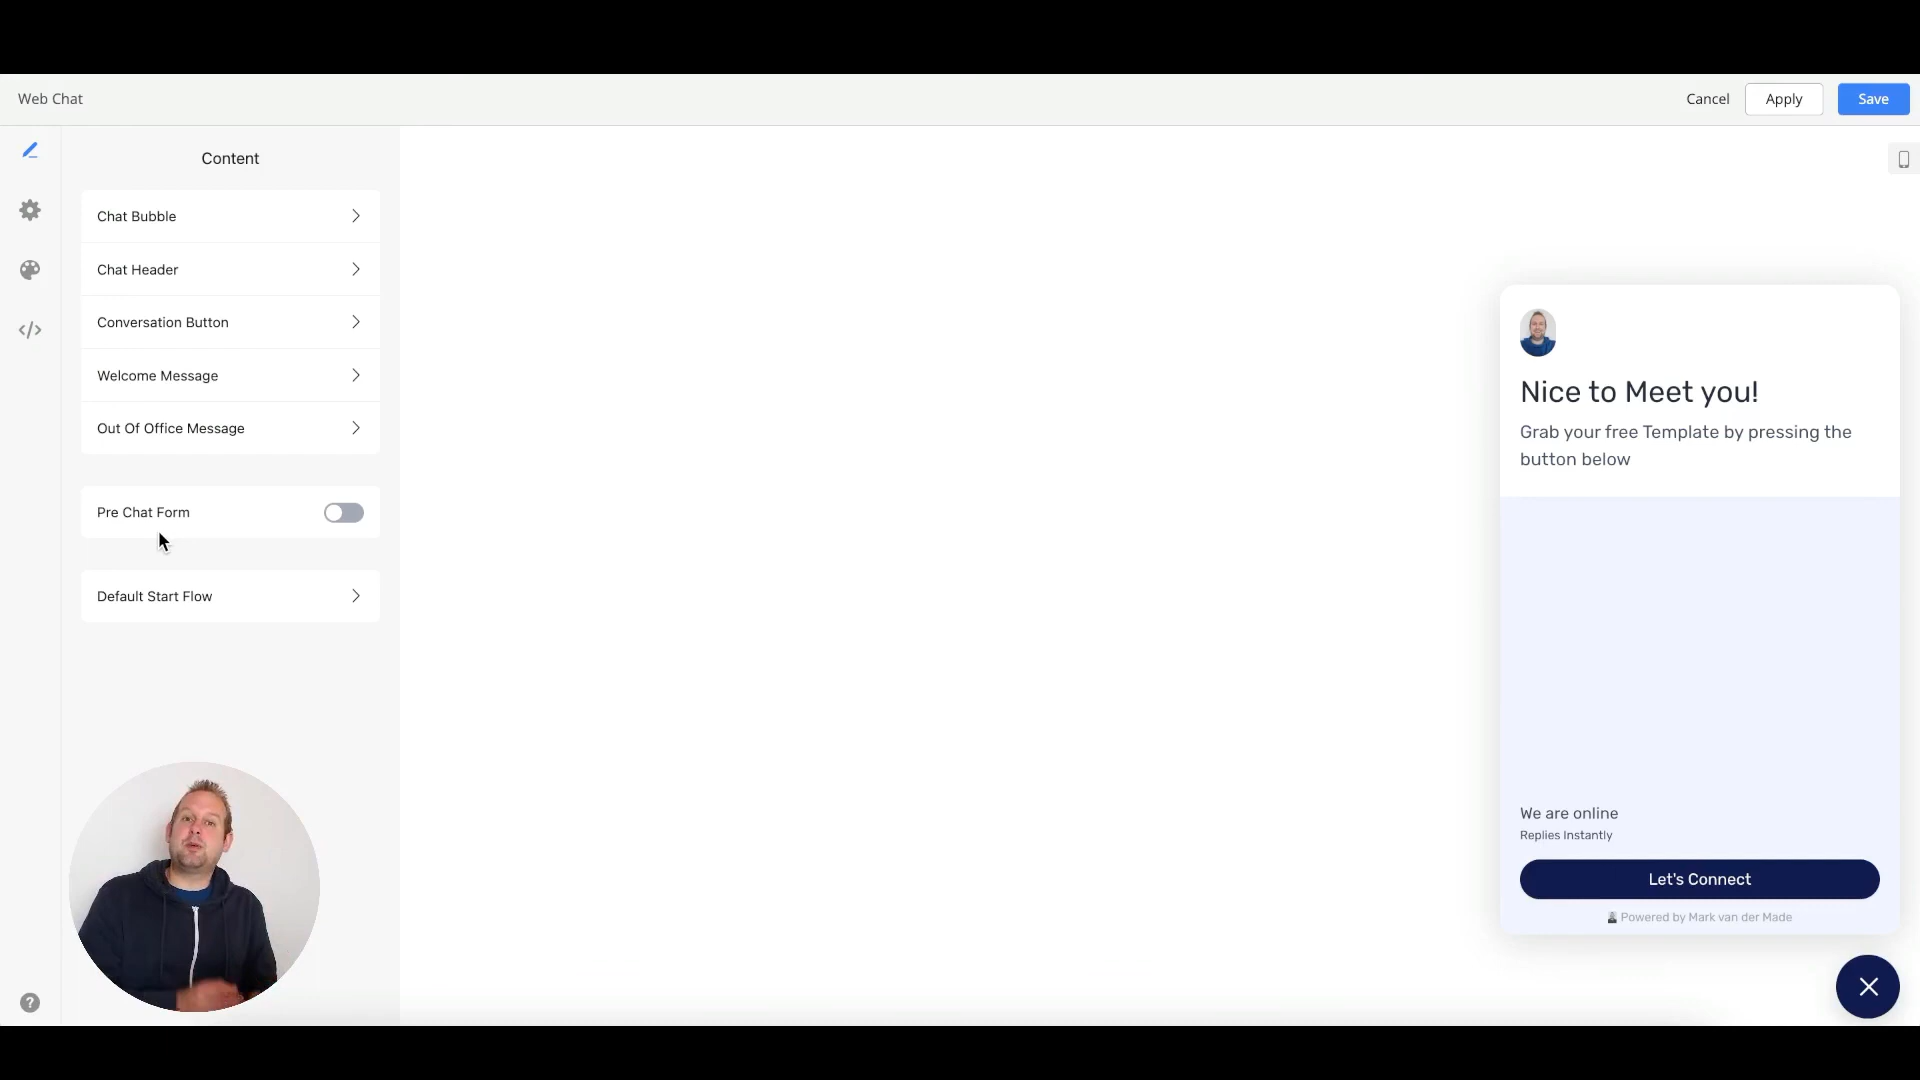 Web Chat
Cancel
Apply
Save
Content
Chat Bubble
Chat Header
Conversation Button
Welcome Message
Out Of Office Message
Pre Chat Form
Default Start Flow
Nice to Meet you!
Grab your free Template by pressing the
button below
We are online
Replies Instantly
Let's Connect
Powered by Mark van der Made
?